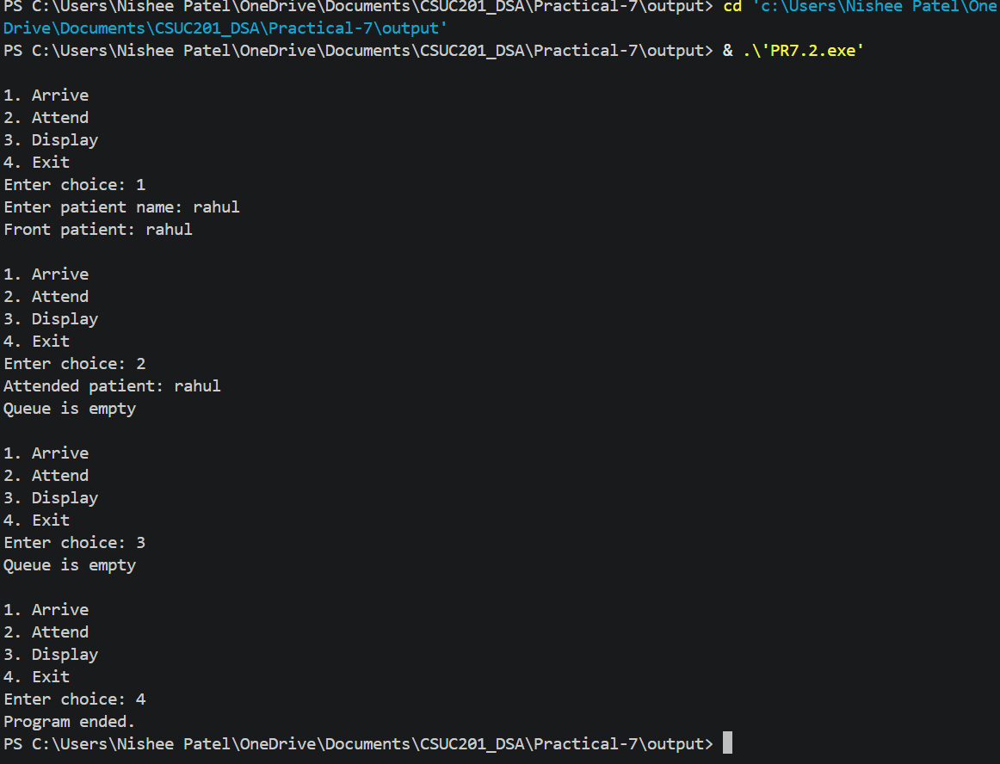 PS C:\Users\Nishee Patel\OneDrive\Documents\CSUC201_DSA\Practical-7\output> cd 'c:\Users\Nishee Patel\One
Drive\Documents\CSUC201_DSA\Practical-7\output'
PS C:\Users\Nishee Patel\OneDrive\Documents\CSUC201_DSA\Practical-7\output> & .\'PR7.2.exe'

1. Arrive
2. Attend
3. Display
4. Exit
Enter choice: 1
Enter patient name: rahul
Front patient: rahul

1. Arrive
2. Attend
3. Display
4. Exit
Enter choice: 2
Attended patient: rahul
Queue is empty

1. Arrive
2. Attend
3. Display
4. Exit
Enter choice: 3
Queue is empty

1. Arrive
2. Attend
3. Display
4. Exit
Enter choice: 4
Program ended.
PS C:\Users\Nishee Patel\OneDrive\Documents\CSUC201_DSA\Practical-7\output>